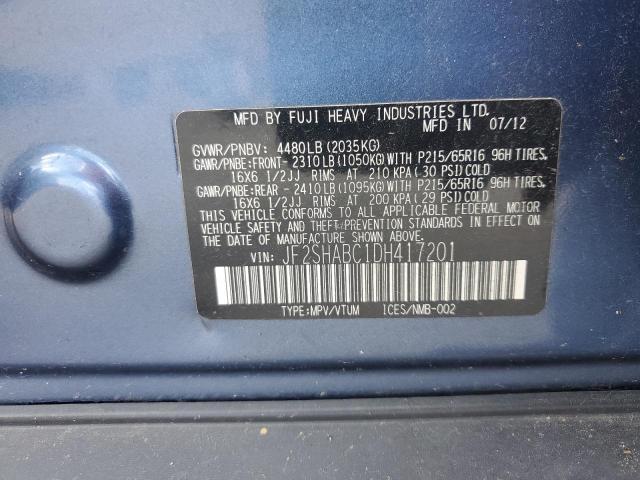 MFD BY FUJI HEAVY INDUSTRIES LTD.
MFD IN 07/12
GVWR/PNBV: 4480LB(2035KG)
GAWR/PNBE:FRONT- 2310LB(1050KG)WITH P215/65R16 96H TIRES.
16X6 1/2JJ RIMS AT 210 KPA(30 PSI)COLD
GAWR/PNBE:REAR - 2410LB(1095KG)WITH P215/65R16 96H TIRES.
16X6 1/2JJ RIMS AT 200 KPA(29 PSI)COLD
THIS VEHICLE CONFORMS TO ALL APPLICABLE FEDERAL MOTOR
VEHICLE SAFETY AND THEFT PREVENTION STANDARDS IN EFFECT
ON THE DATE OF MANUFACTURE SHOWN ABOVE.
VIN: JF2SHABC1DH417201
TYPE:MPV/VTUM ICES/NMB-002